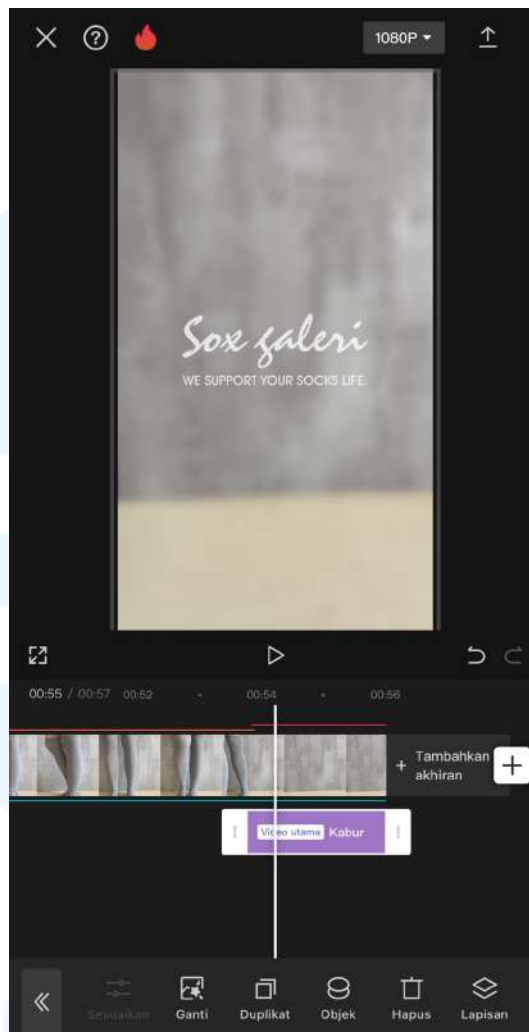 1080P
Sox galeri
WE SUPPORT YOUR SOCKS LIFE.
00:55 / 00:57 00:52 00:54 00:56
+ Tambahkan akhiran
Video utama Kabur
Sesuaikan Ganti Duplikat Objek Hapus Lapisan